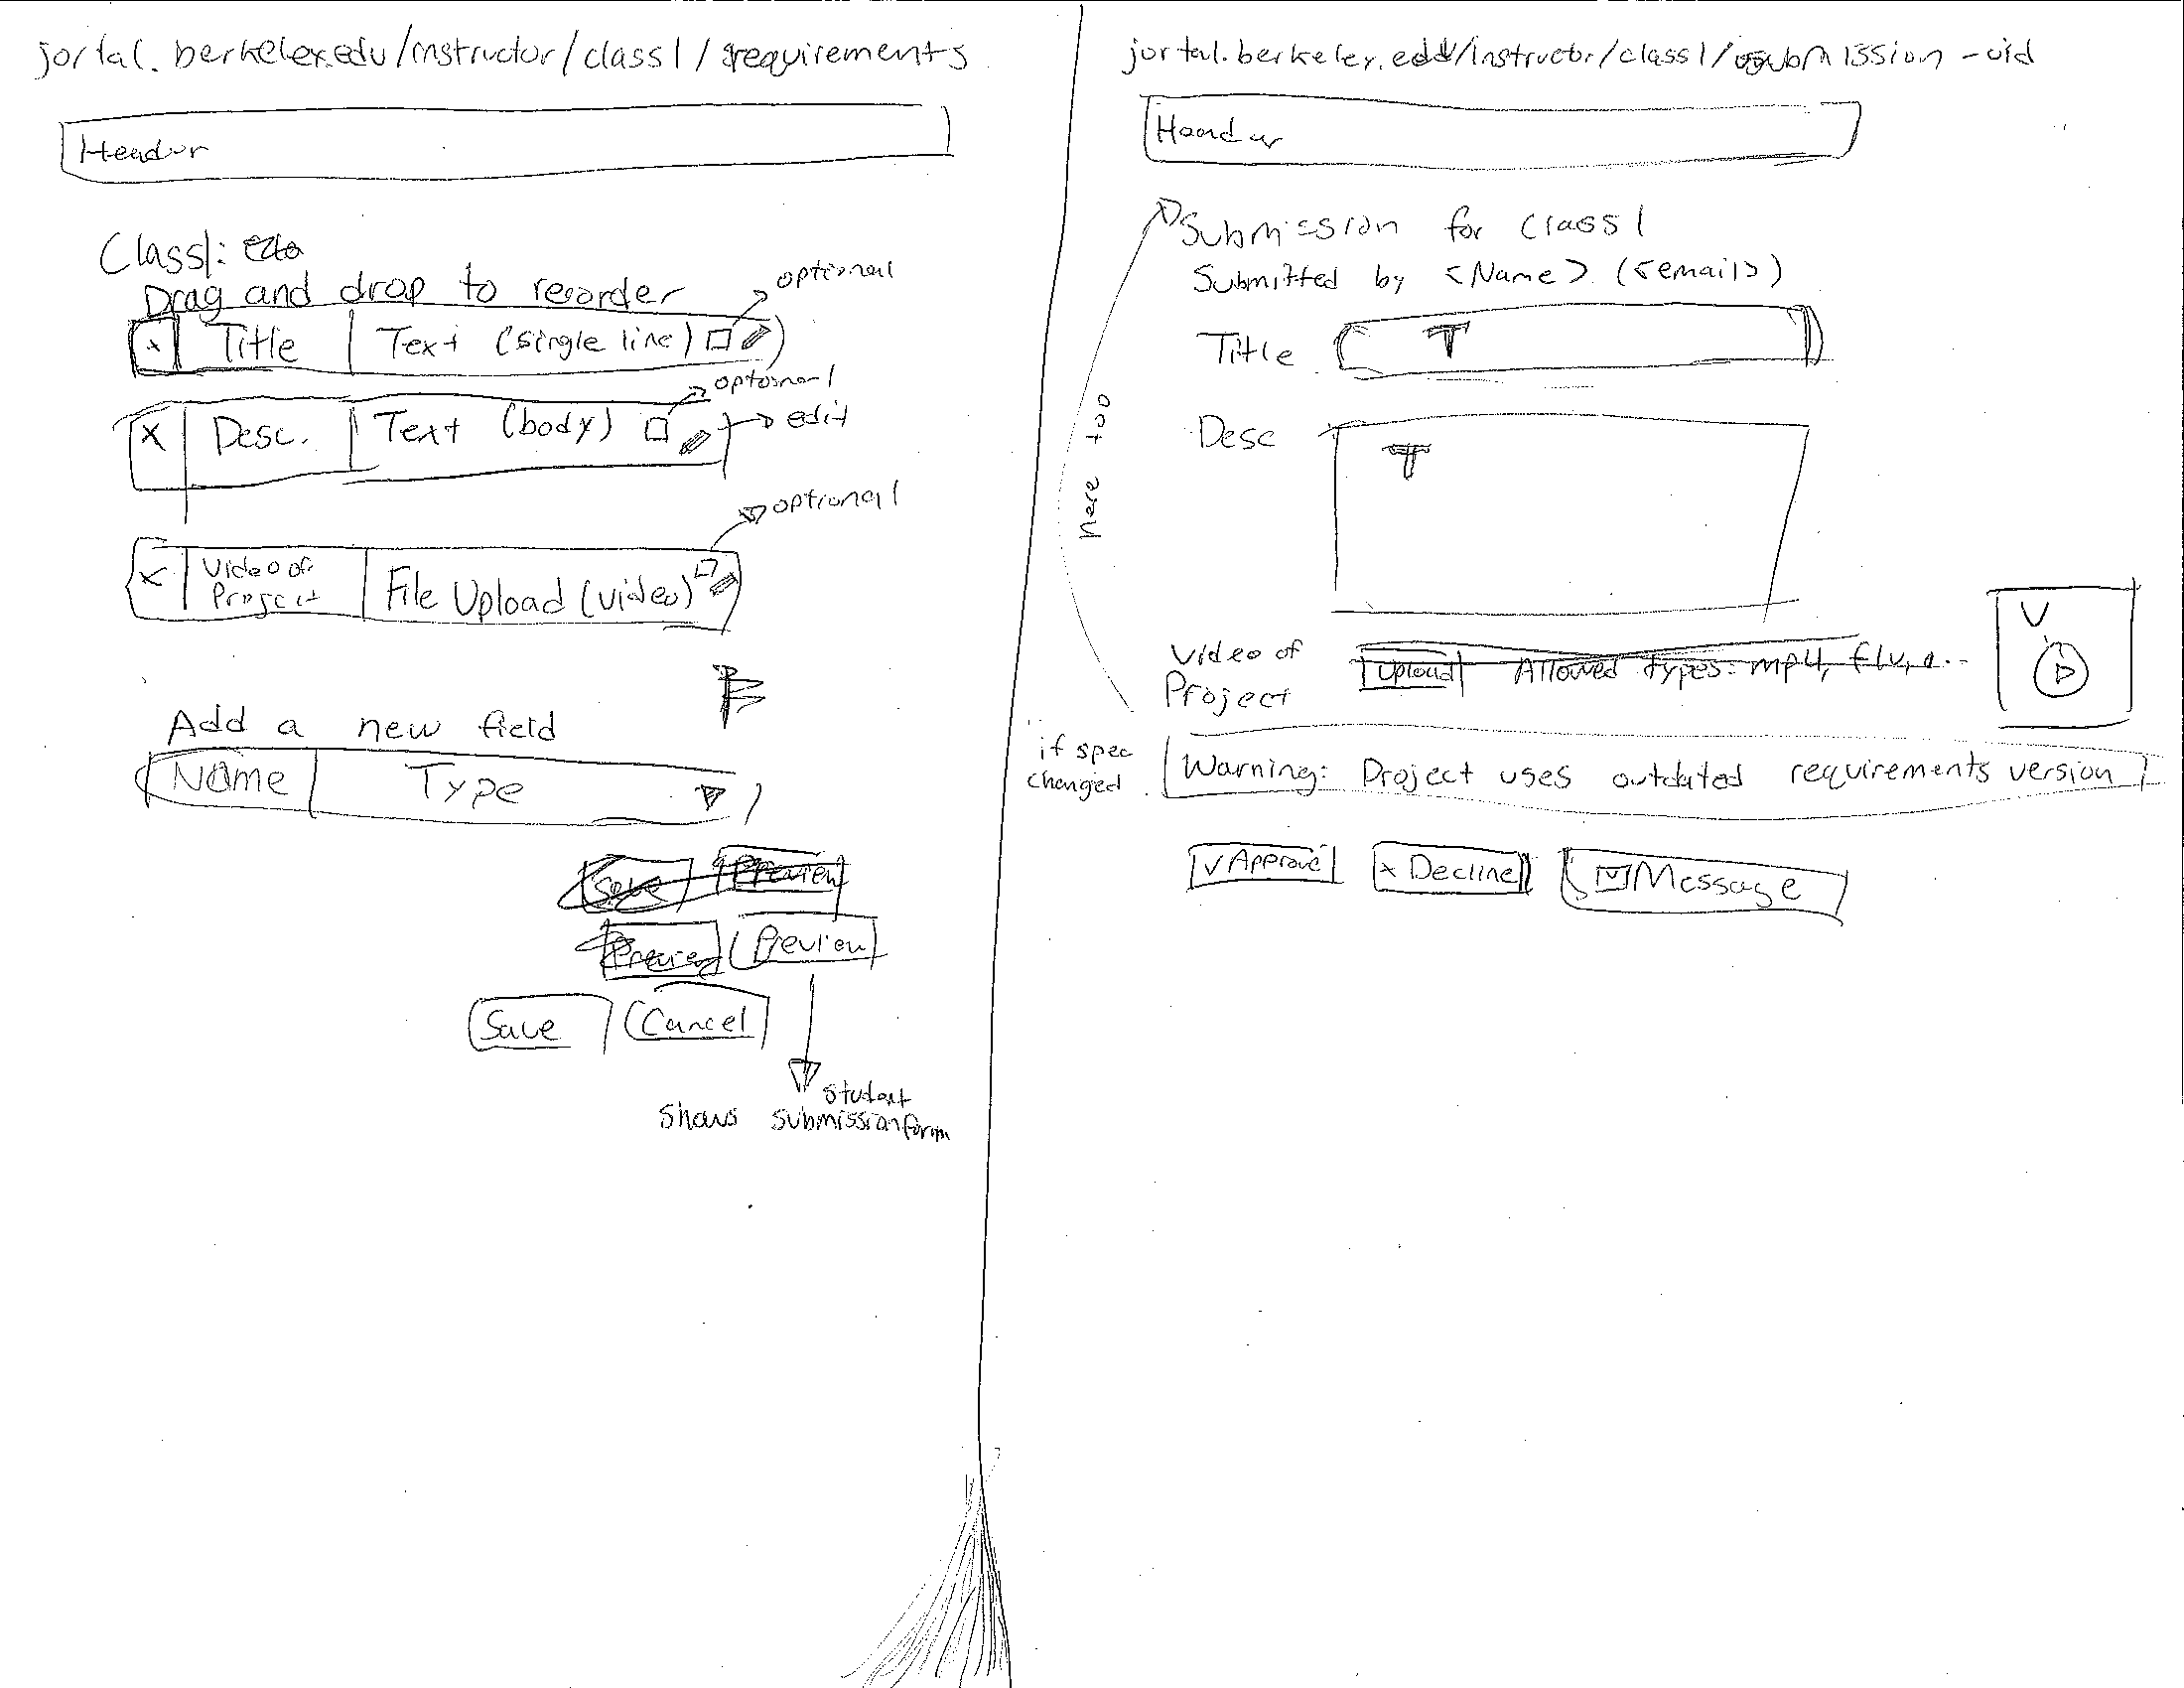 jortal.berkeley.edu/instructor/class1/requirements
Header
Class1:
Drag and drop to reorder
optional
x Title Text (single line)
optional
x Desc. Text (body)
edit
optional
x Video of Project File Upload (video)
Add a new field
Name Type
Save Preview
Preview Preview
Save Cancel
shows student submission form
jortal.berkeley.edu/instructor/class1/submission-uid
Header
Submission for Class1
Submitted by <Name> (<email>)
Title T
here too
Desc T
Video of
Project
Upload Allowed types: mp4, flv, ...
V
if spec
changed
Warning: Project uses outdated requirements version
v Approve x Decline Message